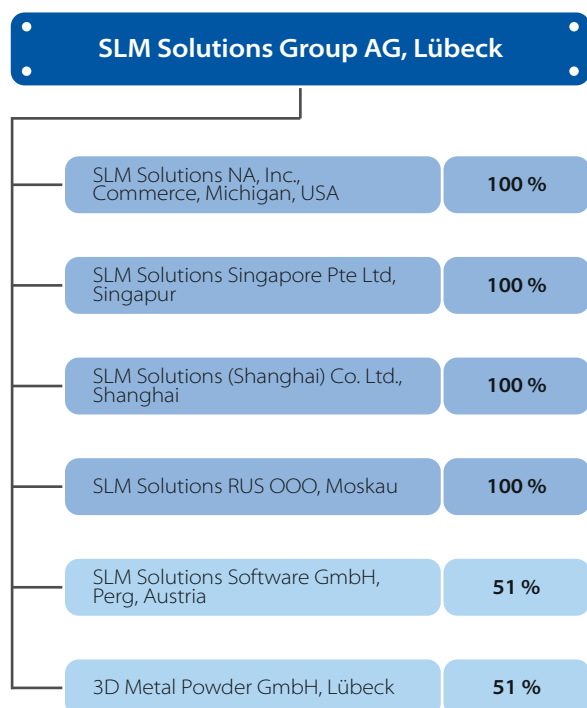 SLM Solutions Group AG, Lübeck
SLM Solutions NA, Inc.,
Commerce, Michigan, USA
100 %
SLM Solutions Singapore Pte Ltd,
Singapur
100 %
SLM Solutions (Shanghai) Co. Ltd.,
Shanghai
100 %
SLM Solutions RUS OOO, Moskau
100 %
SLM Solutions Software GmbH,
Perg, Austria
51 %
3D Metal Powder GmbH, Lübeck
51 %